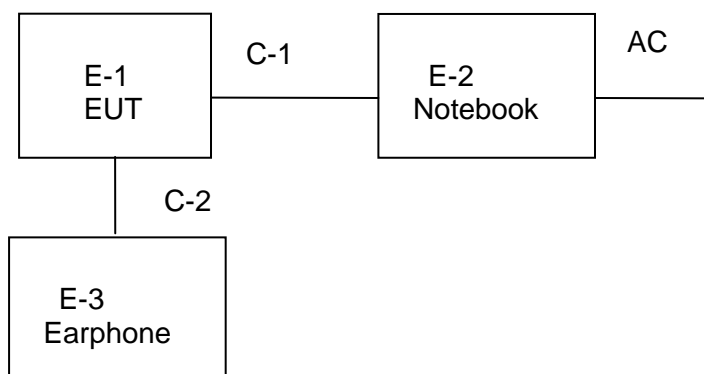 C-1
AC
E-1
EUT
E-2
Notebook
C-2
E-3
Earphone